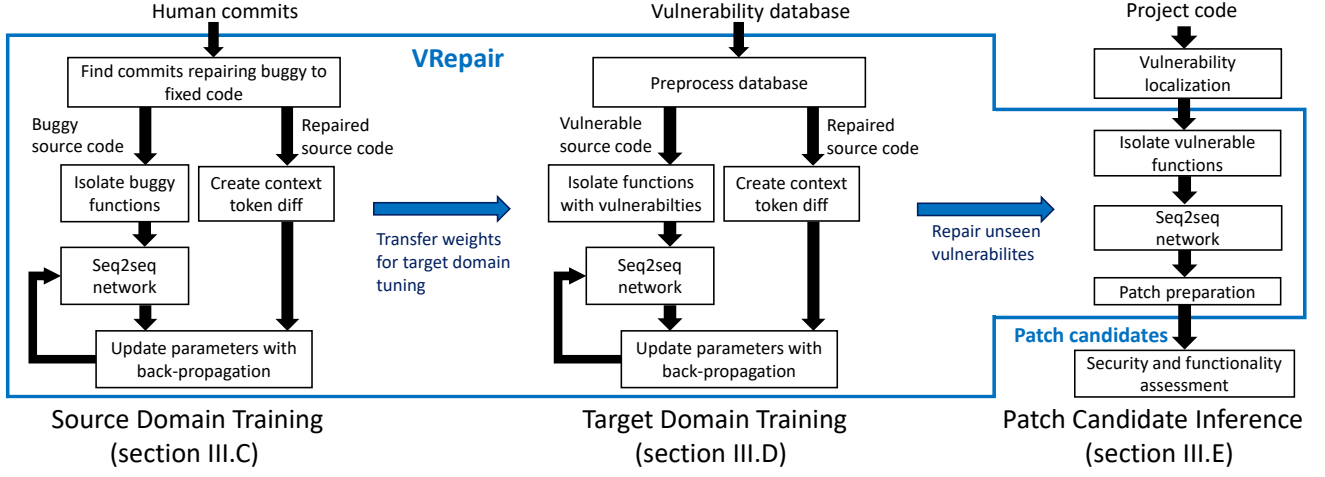 Human commits
Vulnerability database
Project code
VRepair
Find commits repairing buggy to
fixed code
Buggy
source code
Repaired
source code
Isolate buggy
functions
Create context
token diff
Seq2seq
network
Update parameters with
back-propagation
Source Domain Training
(section III.C)
Transfer weights
for target domain
tuning
Preprocess database
Vulnerable
source code
Repaired
source code
Isolate functions
with vulnerabilties
Create context
token diff
Seq2seq
network
Update parameters with
back-propagation
Target Domain Training
(section III.D)
Repair unseen
vulnerabilites
Vulnerability
localization
Isolate vulnerable
functions
Seq2seq
network
Patch preparation
Patch candidates
Security and functionality
assessment
Patch Candidate Inference
(section III.E)